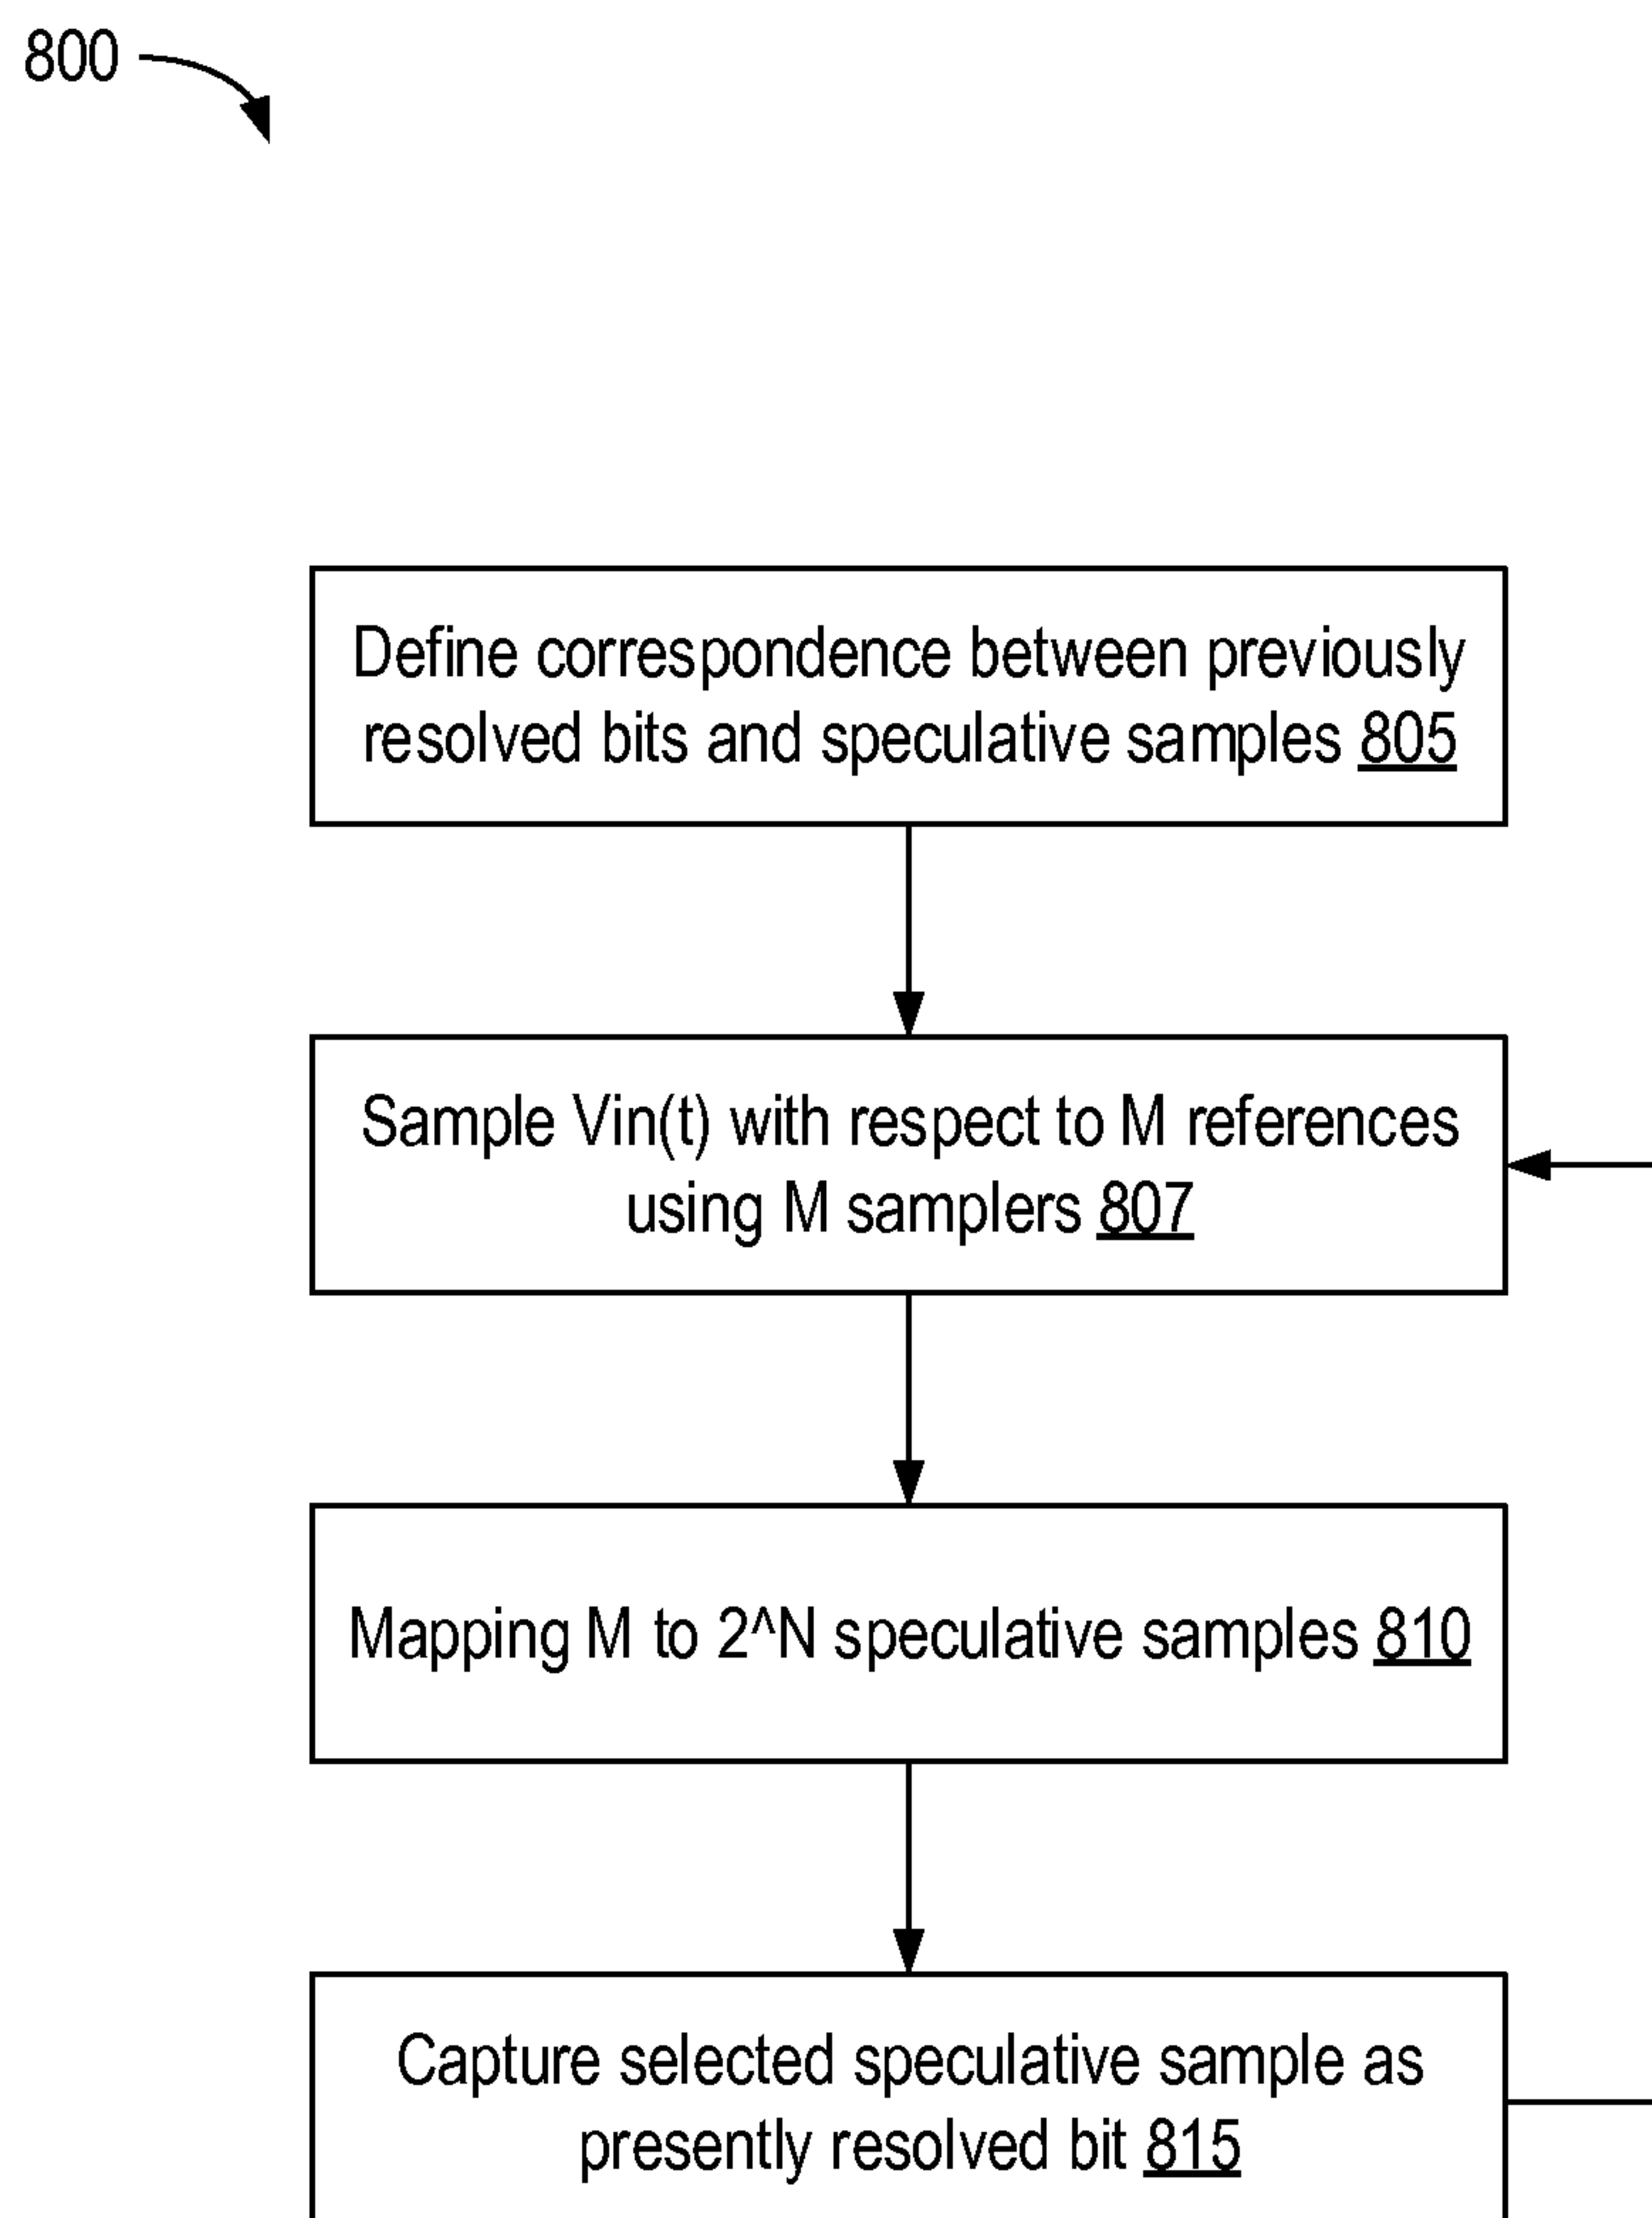 800
Define correspondence between previously
resolved bits and speculative samples 805
Sample Vin(t) with respect to M references
using M samplers 807
Mapping M to 2^N speculative samples 810
Capture selected speculative sample as
presently resolved bit 815